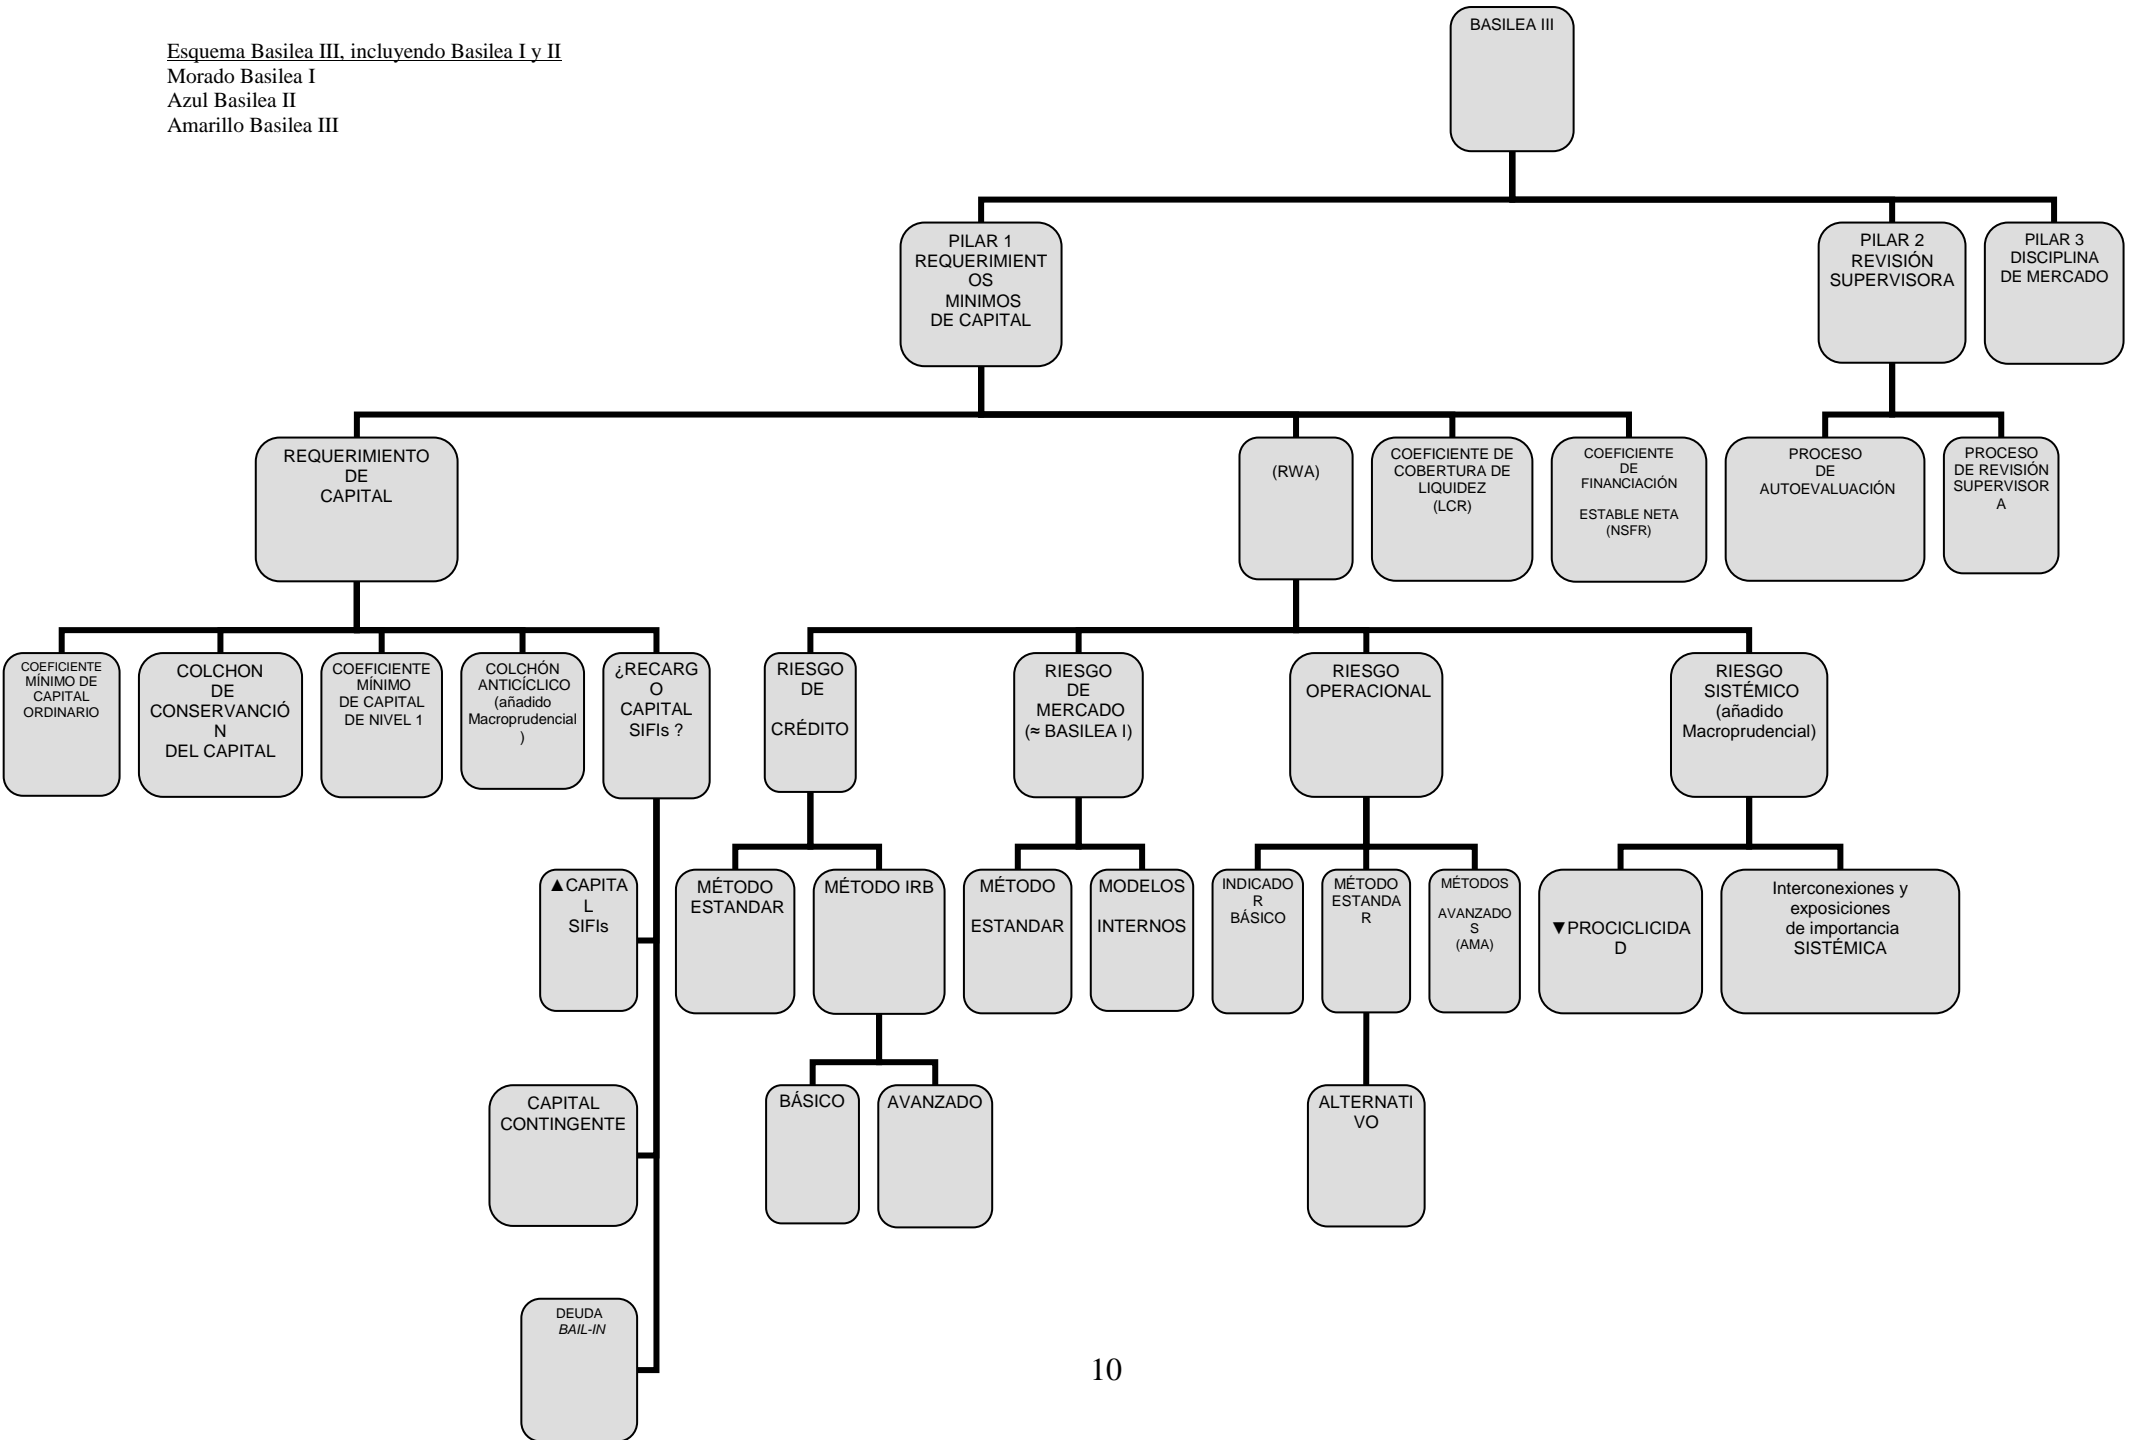 BASILEA III
Esquema Basilea III, incluyendo Basilea I y II
Morado Basilea I
Azul Basilea II
Amarillo Basilea III
PILAR 1
REQUERIMIENT
OS
MINIMOS
DE CAPITAL
PILAR 2
REVISIÓN
SUPERVISORA
PILAR 3
DISCIPLINA
DE MERCADO
REQUERIMIENTO
DE
CAPITAL
(RWA)
COEFICIENTE DE
COBERTURA DE
LIQUIDEZ
(LCR)
COEFICIENTE
DE
FINANCIACIÓN
ESTABLE NETA
(NSFR)
PROCESO
DE
AUTOEVALUACIÓN
PROCESO
DE REVISIÓN
SUPERVISOR
A
COEFICIENTE
MÍNIMO DE
CAPITAL
ORDINARIO
COLCHON
DE
CONSERVANCIÓ
N
DEL CAPITAL
COEFICIENTE
MÍNIMO
DE CAPITAL
DE NIVEL 1
COLCHÓN
ANTICÍCLICO
(añadido
Macroprudencial
)
¿RECARG
O
CAPITAL
SIFIs ?
RIESGO
DE
CRÉDITO
RIESGO
DE
MERCADO
(≈ BASILEA I)
RIESGO
OPERACIONAL
RIESGO
SISTÉMICO
(añadido
Macroprudencial)
▲CAPITA
L
SIFIs
MÉTODO
ESTANDAR
MÉTODO IRB
MÉTODO
ESTANDAR
MODELOS
INTERNOS
INDICADO
R
BÁSICO
MÉTODO
ESTANDA
R
MÉTODOS
AVANZADO
S
(AMA)
▼PROCICLICIDA
D
Interconexiones y
exposiciones
de importancia
SISTÉMICA
CAPITAL
CONTINGENTE
BÁSICO
AVANZADO
ALTERNATI
VO
DEUDA
BAIL-IN
10